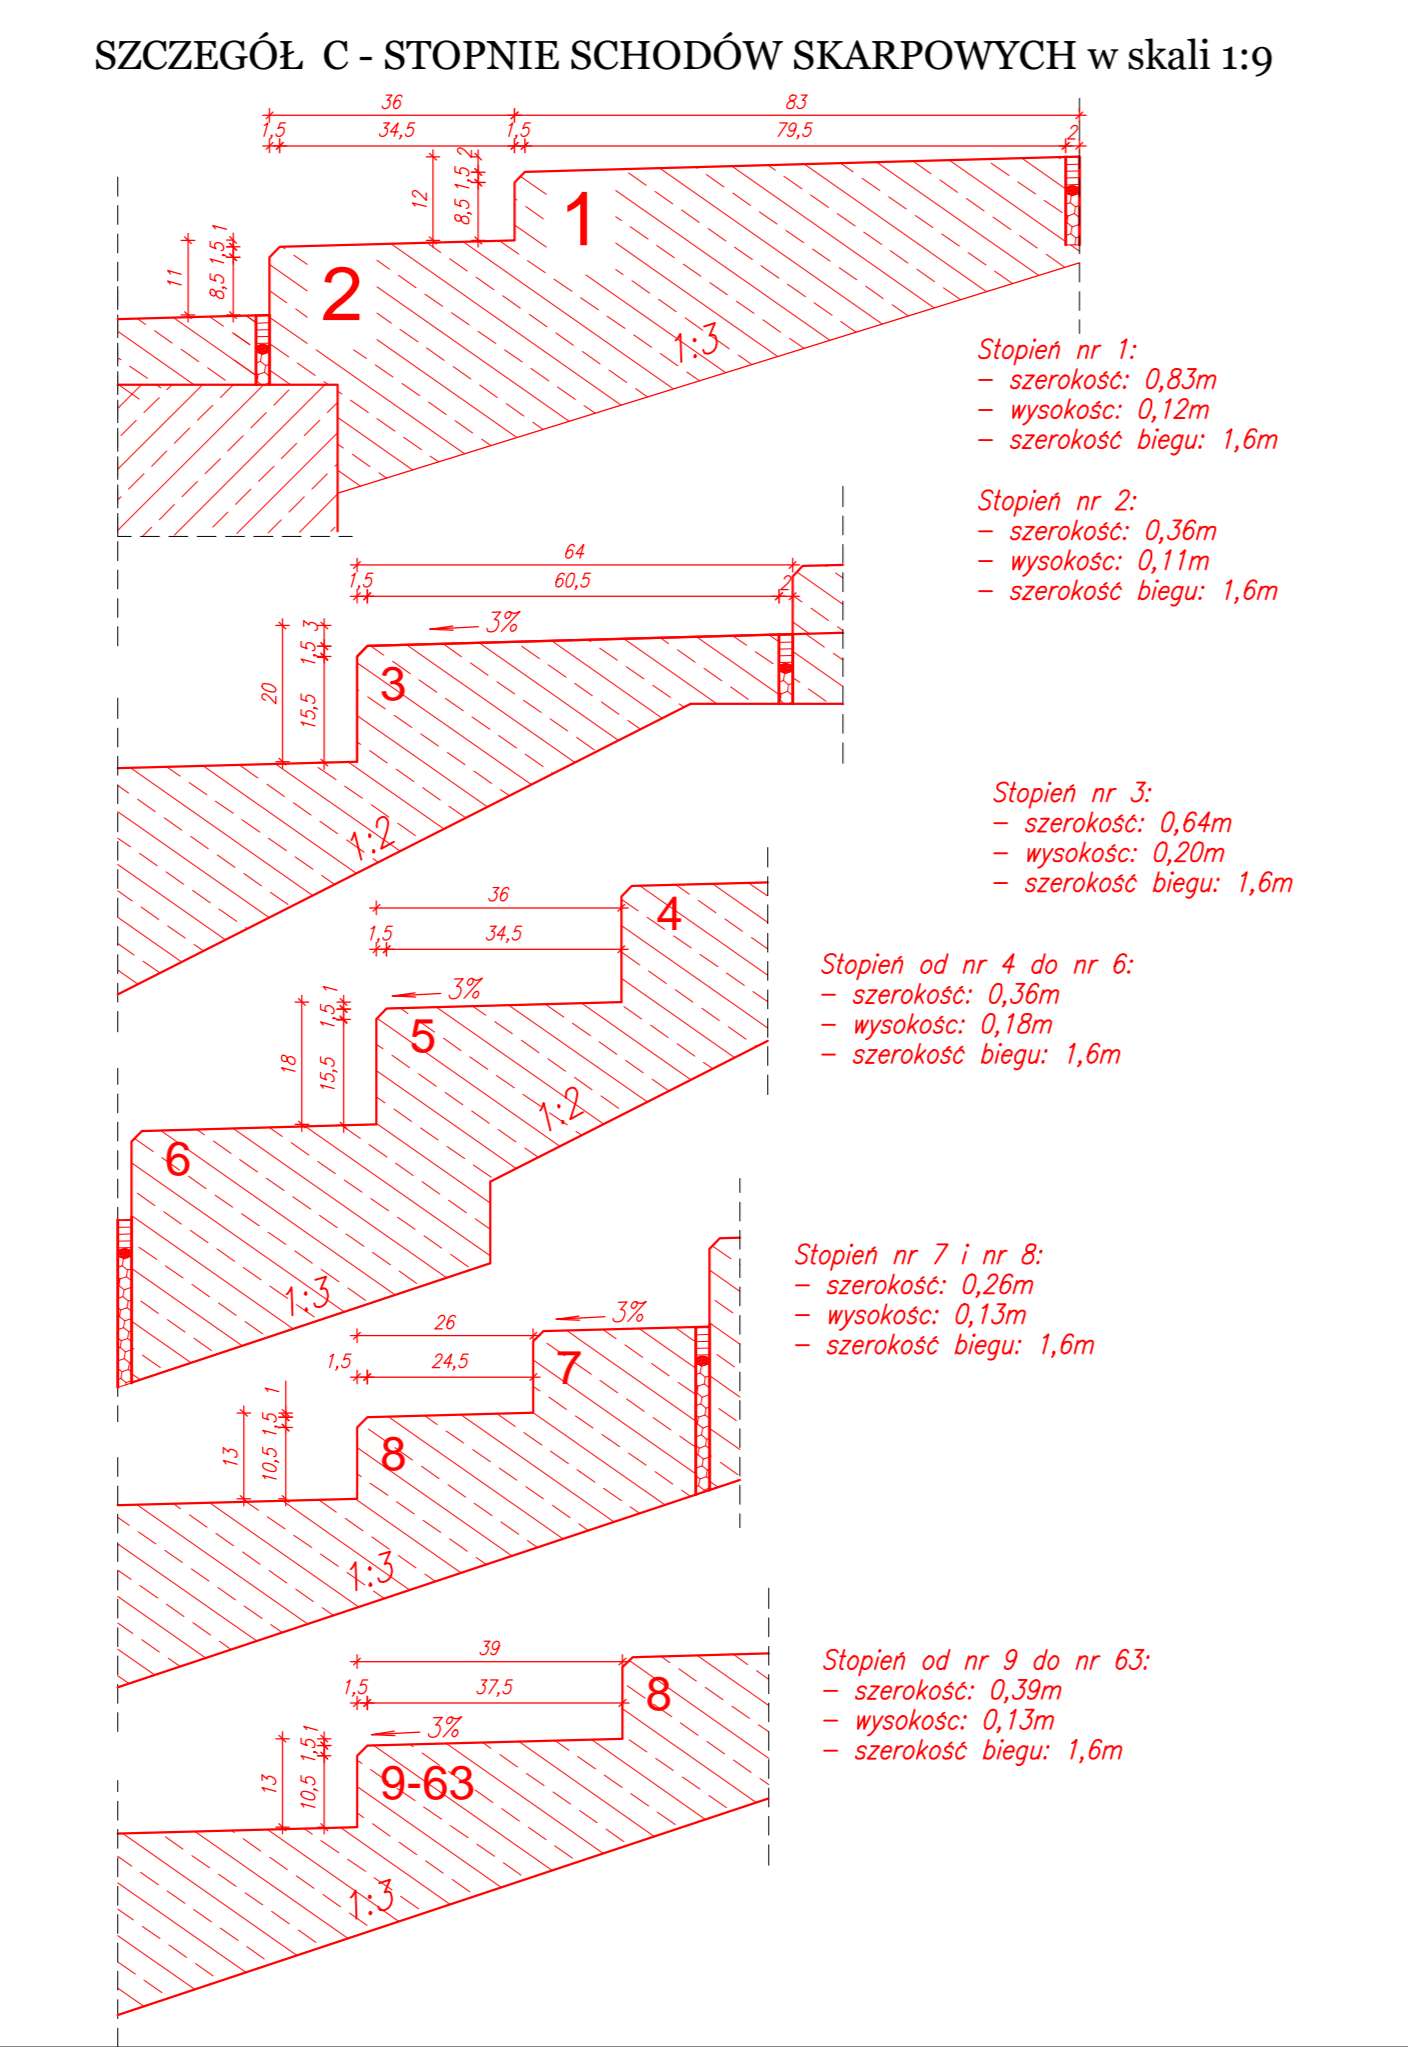 SZCZEGÓŁ C - STOPNIE SCHODÓW SKARPOWYCH w skali 1:9
36
83
1,5
34,5
1,5
79,5
2
12
8,5 1,5 2
1
11
8,5 1,5 1
2
1:3
Stopień nr 1:
- szerokość: 0,83m
- wysokośc: 0,12m
- szerokość biegu: 1,6m
Stopień nr 2:
- szerokość: 0,36m
- wysokośc: 0,11m
- szerokość biegu: 1,6m
64
1,5
60,5
2
3%
20
15,5 1,5 3
3
1:2
Stopień nr 3:
- szerokość: 0,64m
- wysokośc: 0,20m
- szerokość biegu: 1,6m
36
1,5
34,5
4
3%
18
15,5 1,5 1
5
1:2
6
1:3
Stopień od nr 4 do nr 6:
- szerokość: 0,36m
- wysokośc: 0,18m
- szerokość biegu: 1,6m
26
3%
1,5
24,5
7
13
10,5 1,5 1
8
1:3
Stopień nr 7 i nr 8:
- szerokość: 0,26m
- wysokośc: 0,13m
- szerokość biegu: 1,6m
39
1,5
37,5
8
3%
13
10,5 1,5 1
9-63
1:3
Stopień od nr 9 do nr 63:
- szerokość: 0,39m
- wysokośc: 0,13m
- szerokość biegu: 1,6m